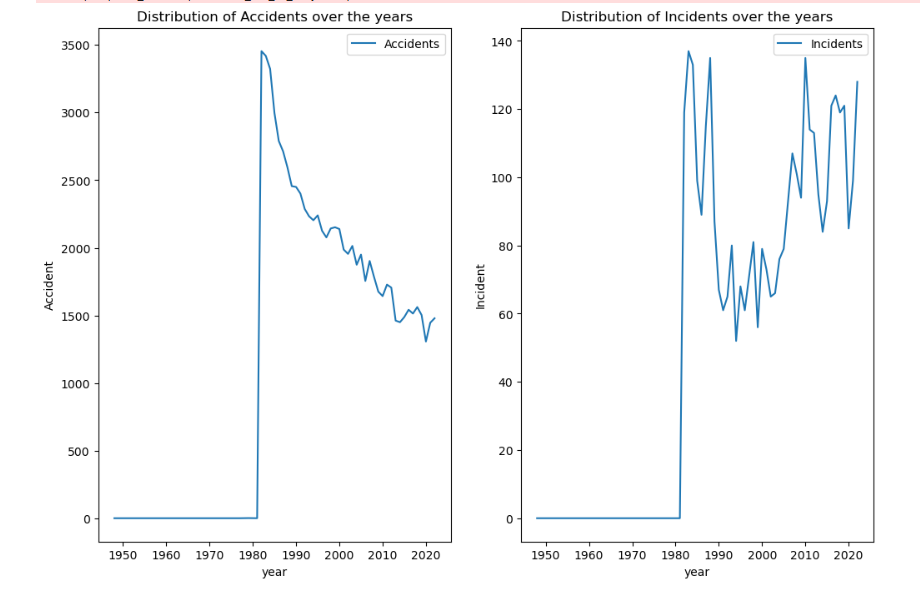 Distribution of Accidents over the years
Accidents
3500
3000
2500
2000
1500
1000
500
0
Accident
1950 1960 1970 1980 1990 2000 2010 2020
year
Distribution of Incidents over the years
Incidents
140
120
100
80
60
40
20
0
Incident
1950 1960 1970 1980 1990 2000 2010 2020
year